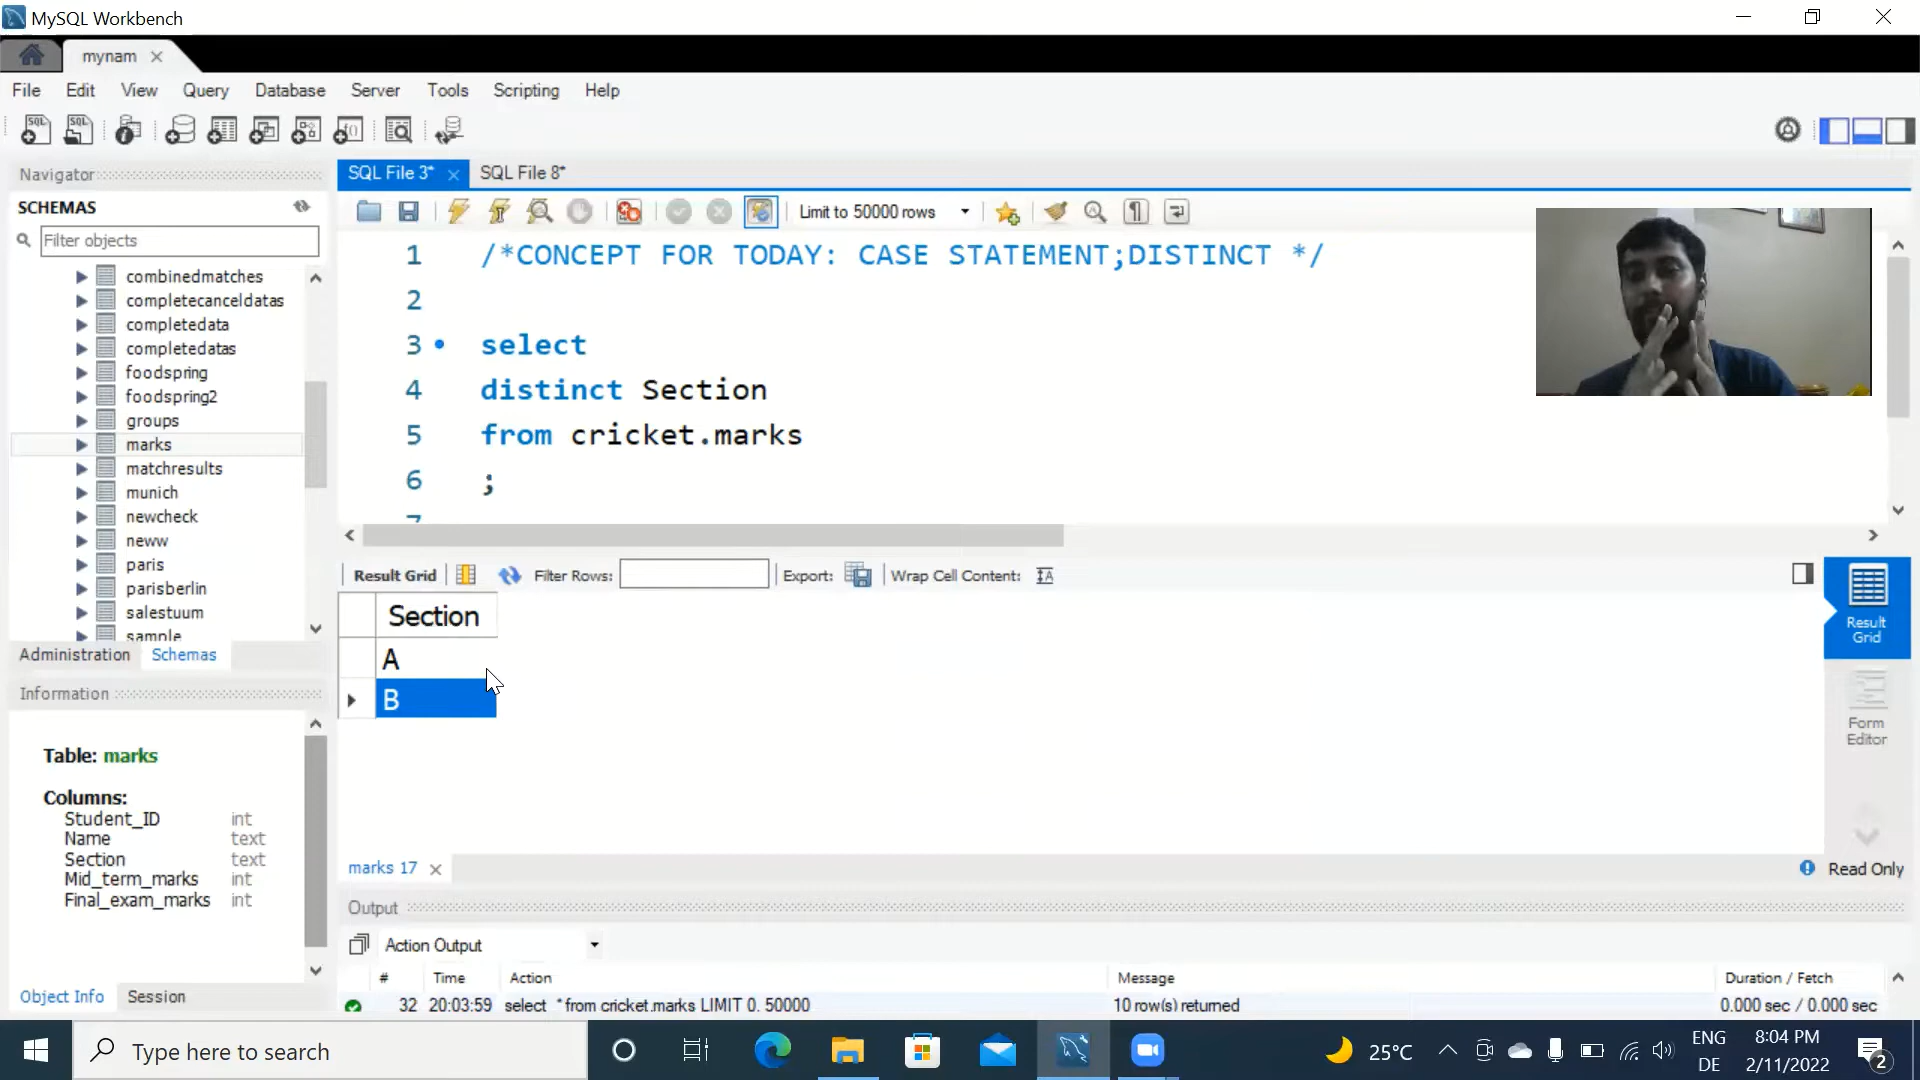 MySQL Workbench
mynam
File Edit View Query Database Server Tools Scripting Help
Navigator
SQL File 3* SQL File 8*
SCHEMAS
Filter objects
Limit to 50000 rows
combinedmatches
completecanceldatas
completedata
completedatas
foodspring
foodspring2
groups
marks
matchresults
munich
newcheck
neww
paris
parisberlin
salestuum
sample
Administration Schemas
Information
Table: marks
Columns:
Student_ID int
Name text
Section text
Mid_term_marks int
Final_exam_marks int
Object Info Session
1 /*CONCEPT FOR TODAY: CASE STATEMENT;DISTINCT */
2
3 select
4 distinct Section
5 from cricket.marks
6 ;
7
Result Grid Filter Rows: Export: Wrap Cell Content:
Section
A
B
Result Grid
Form Editor
marks 17
Read Only
Output
Action Output
# Time Action Message Duration / Fetch
32 20:03:59 select * from cricket.marks LIMIT 0, 50000 10 row(s) returned 0.000 sec / 0.000 sec
Type here to search
25°C
ENG
DE
8:04 PM
2/11/2022
2